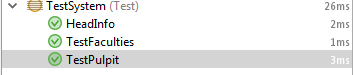 TestSystem (Test) 26ms
HeadInfo 2ms
TestFaculties 1ms
TestPulpit 3ms